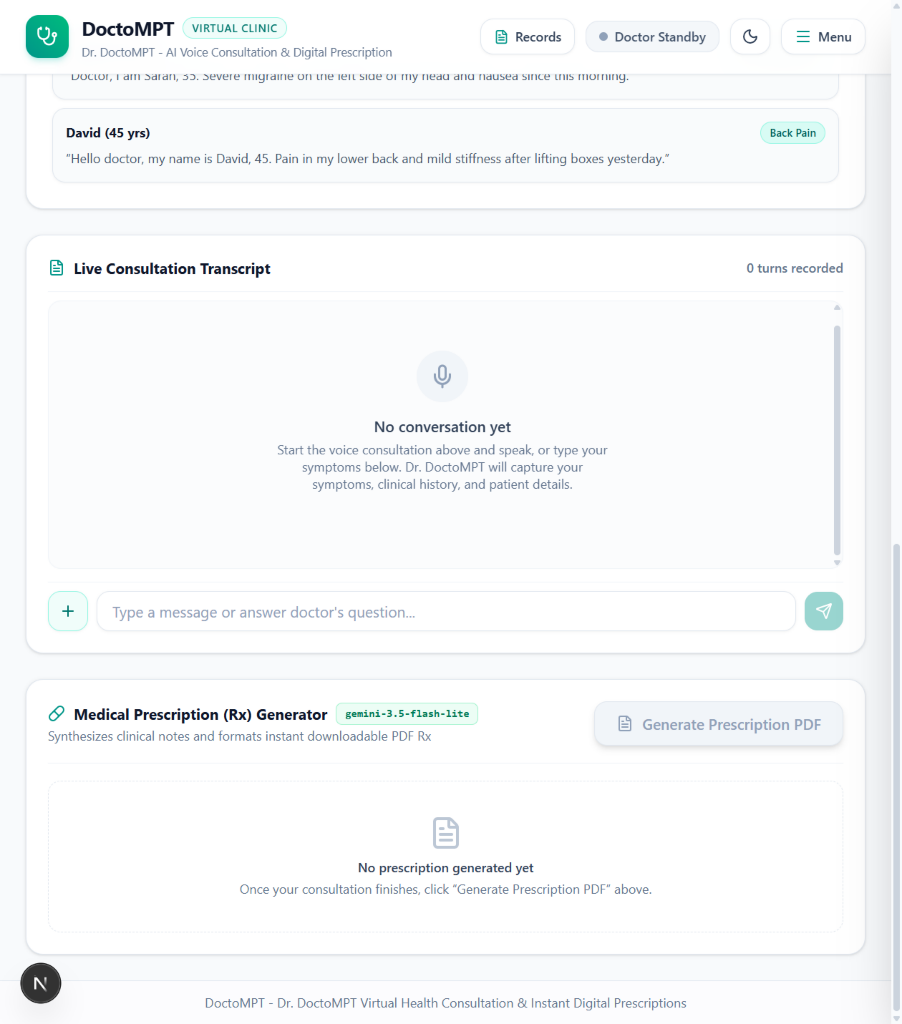 DoctoMPT
VIRTUAL CLINIC
Dr. DoctoMPT - AI Voice Consultation & Digital Prescription
Records
Doctor Standby
Menu
"Doctor, I am Sarah, 35. Severe migraine on the left side of my head and nausea since this morning."
David (45 yrs)
Back Pain
"Hello doctor, my name is David, 45. Pain in my lower back and mild stiffness after lifting boxes yesterday."
Live Consultation Transcript
0 turns recorded
No conversation yet
Start the voice consultation above and speak, or type your
symptoms below. Dr. DoctoMPT will capture your
symptoms, clinical history, and patient details.
Type a message or answer doctor's question...
Medical Prescription (Rx) Generator
gemini-3.5-flash-lite
Generate Prescription PDF
Synthesizes clinical notes and formats instant downloadable PDF Rx
No prescription generated yet
Once your consultation finishes, click "Generate Prescription PDF" above.
N
DoctoMPT - Dr. DoctoMPT Virtual Health Consultation & Instant Digital Prescriptions